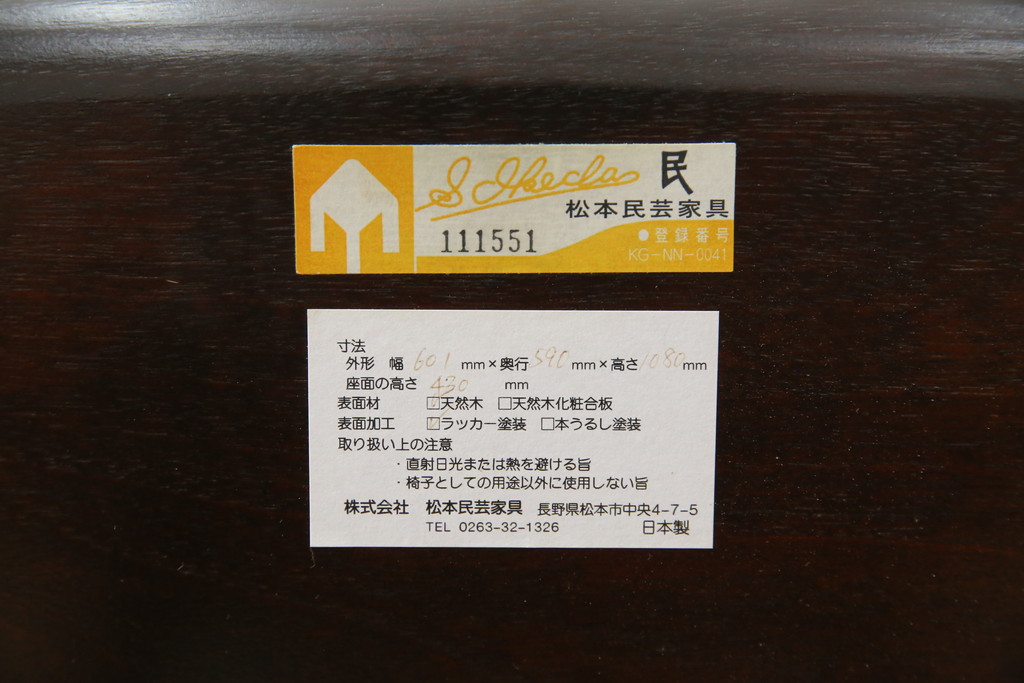 S. Ikeda
民
松本民芸家具
111551
●登録番号
KG-NN-0041
寸法
外形 幅 601 mm×奥行 590 mm×高さ 1080 mm
座面の高さ 430 mm
表面材 ☑天然木 □天然木化粧合板
表面加工 ☑ラッカー塗装 □本うるし塗装
取り扱い上の注意
・直射日光または熱を避ける旨
・椅子としての用途以外に使用しない旨
株式会社 松本民芸家具 長野県松本市中央4-7-5
TEL 0263-32-1326 日本製